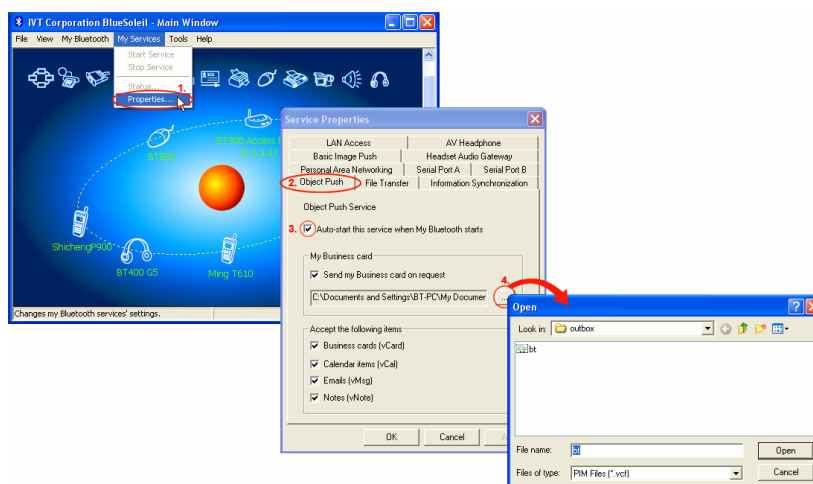 IVT Corporation BlueSoleil - Main Window
File View My Bluetooth My Services Tools Help
Start Service
Stop Service
Status...
1.
Properties...
BT500
BT300 Access
ShichengP900
BT400 G5
Ming T610
Changes my Bluetooth services' settings.
Service Properties
LAN Access AV Headphone
Basic Image Push Headset Audio Gateway
Personal Area Networking Serial Port A Serial Port B
2. Object Push File Transfer Information Synchronization
Object Push Service
3. Auto-start this service when My Bluetooth starts
My Business card
Send my Business card on request
4.
C:\Documents and Settings\BT-PC\My Documer ...
Accept the following items
Business cards (vCard)
Calendar items (vCal)
Emails (vMsg)
Notes (vNote)
OK Cancel A
Open
Look in: outbox
bt
File name: bt Open
Files of type: PIM Files (*.vcf) Cancel